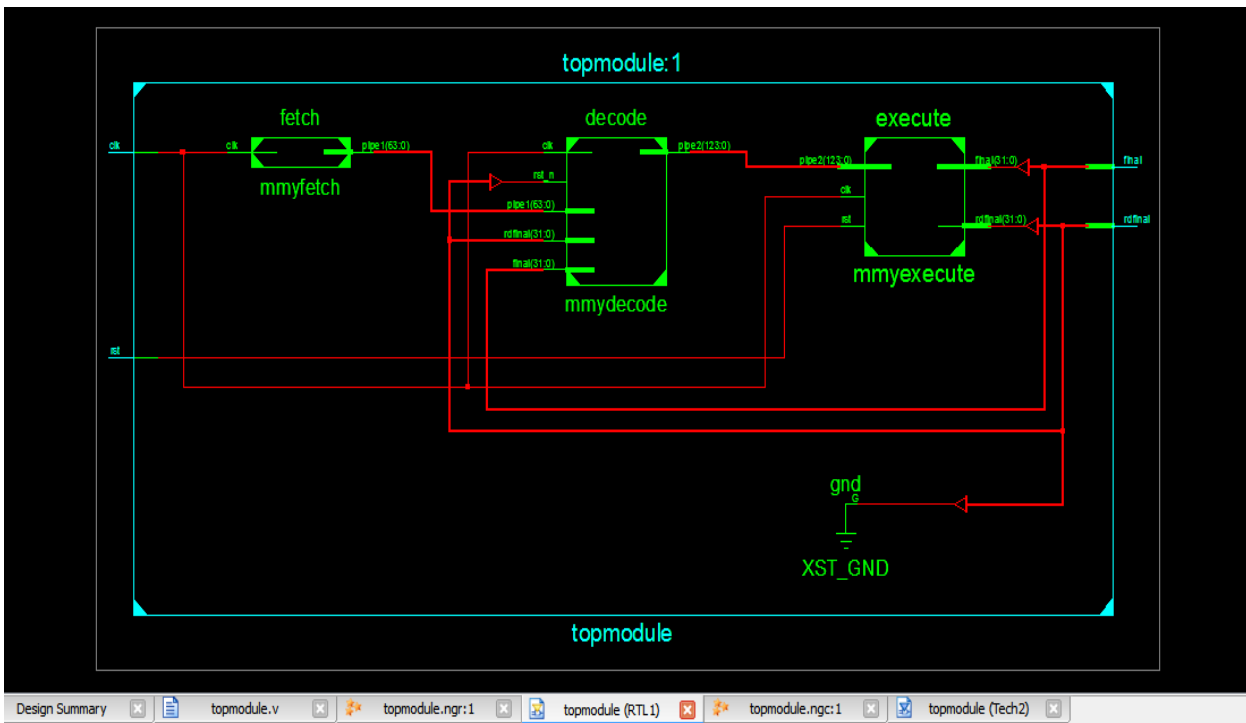 topmodule:1
fetch
decode
execute
clk
clk
pipe1(63:0)
mmyfetch
clk
rst_n
pipe1(63:0)
rdfinal(31:0)
final(31:0)
pipe2(123:0)
mmydecode
pipe2(123:0)
clk
rst
final(31:0)
rdfinal(31:0)
mmyexecute
final
rdfinal
rst
gnd
G
XST_GND
topmodule
Design Summary
topmodule.v
topmodule.ngr:1
topmodule (RTL1)
topmodule.ngc:1
topmodule (Tech2)